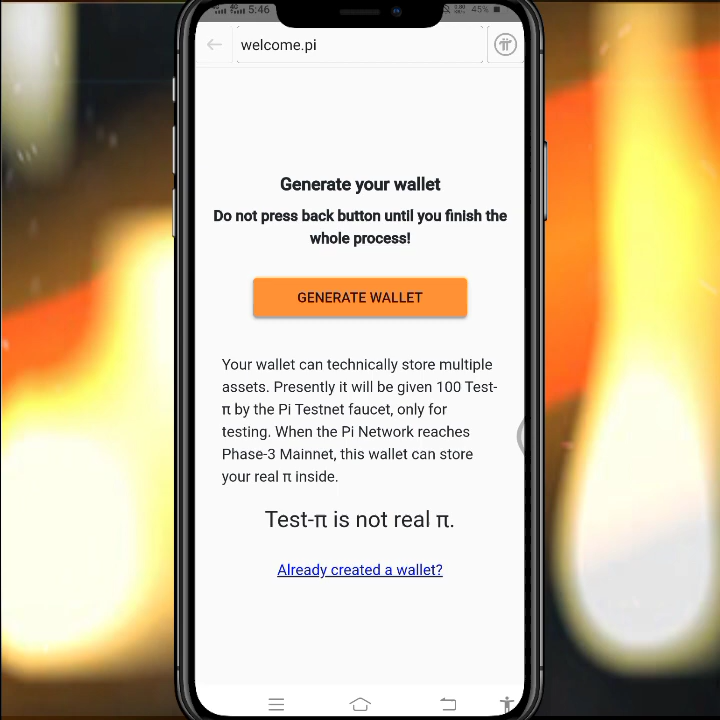 5:46
45%
welcome.pi
Generate your wallet
Do not press back button until you finish the
whole process!
GENERATE WALLET
Your wallet can technically store multiple
assets. Presently it will be given 100 Test-
π by the Pi Testnet faucet, only for
testing. When the Pi Network reaches
Phase-3 Mainnet, this wallet can store
your real π inside.
Test-π is not real π.
Already created a wallet?